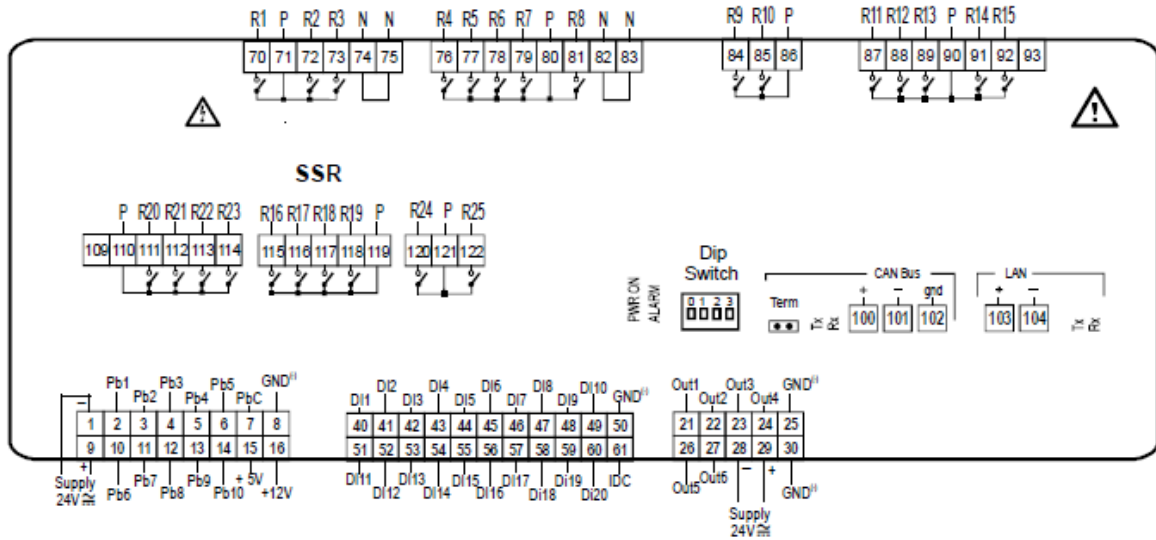 R1 P R2 R3 N N R4 R5 R6 R7 P R8 N N R9 R10 P R11 R12 R13 P R14 R15
70 71 72 73 74 75 76 77 78 79 80 81 82 83 84 85 86 87 88 89 90 91 92 93
!
SSR
P R20 R21 R22 R23 R16 R17 R18 R19 P R24 P R25
109 110 111 112 113 114 115 116 117 118 119 120 121 122
PWR ON
ALARM
Dip
Switch
0 1 2 3
Term
Tx
Rx
CAN Bus
+ − gnd
100 101 102
LAN
+ −
103 104
Tx
Rx
Pb1 Pb3 Pb5 GND(-)
Pb2 Pb4 PbC
−
1 2 3 4 5 6 7 8
9 10 11 12 13 14 15 16
+
Supply
24V
Pb7 Pb9 + 5V
Pb6 Pb8 Pb10 +12V
DI2 DI4 DI6 DI8 DI10
DI1 DI3 DI5 DI7 DI9 GND(-)
40 41 42 43 44 45 46 47 48 49 50
51 52 53 54 55 56 57 58 59 60 61
DI11 DI13 DI15 DI17 Di19 IDC
DI12 DI14 DI16 Di18 Di20
Out1 Out3 GND(-)
Out2 Out4
21 22 23 24 25
26 27 28 29 30
Out5 Out6 − + GND(-)
Supply
24V